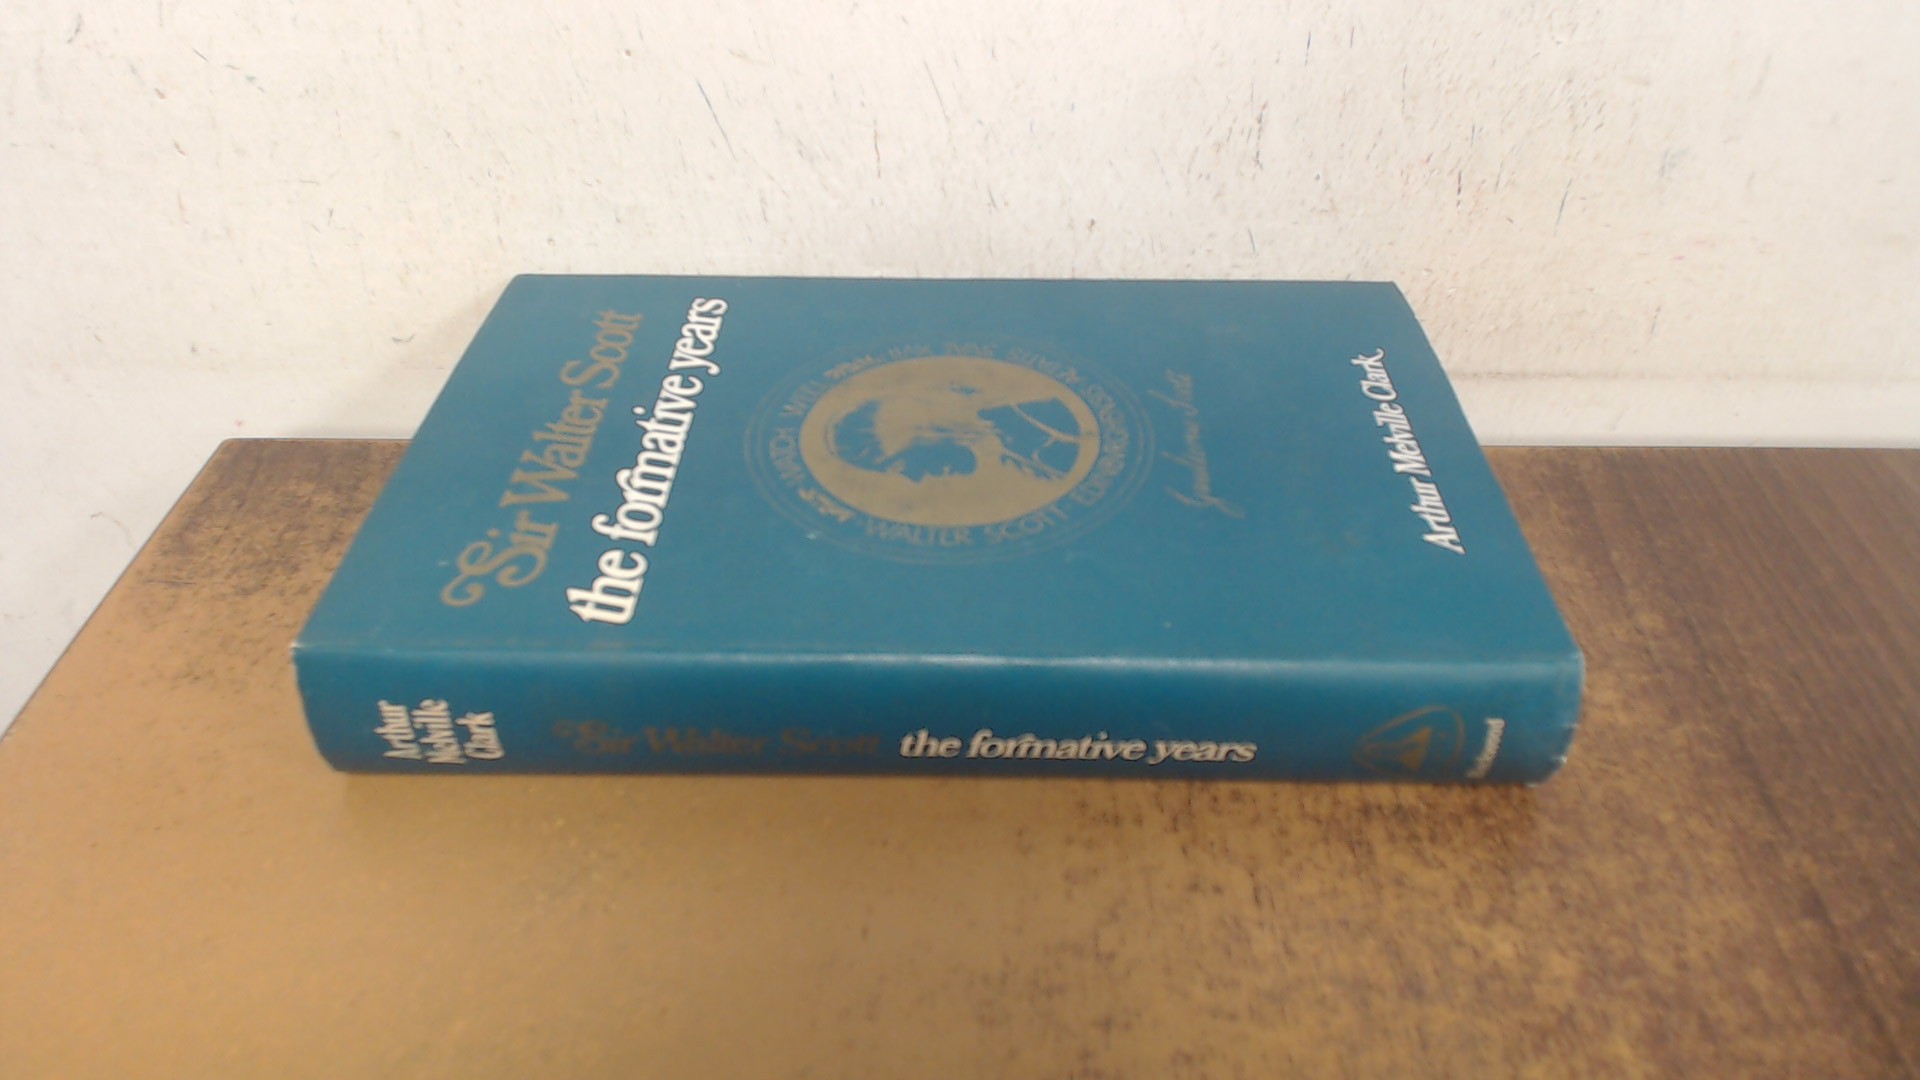 Sir Walter Scott
the formative years
WALTER SCOTT EDINBURGENSIS
Arthur Melville Clark
Arthur
Melville
Clark
Sir Walter Scott the formative years
Blackwood